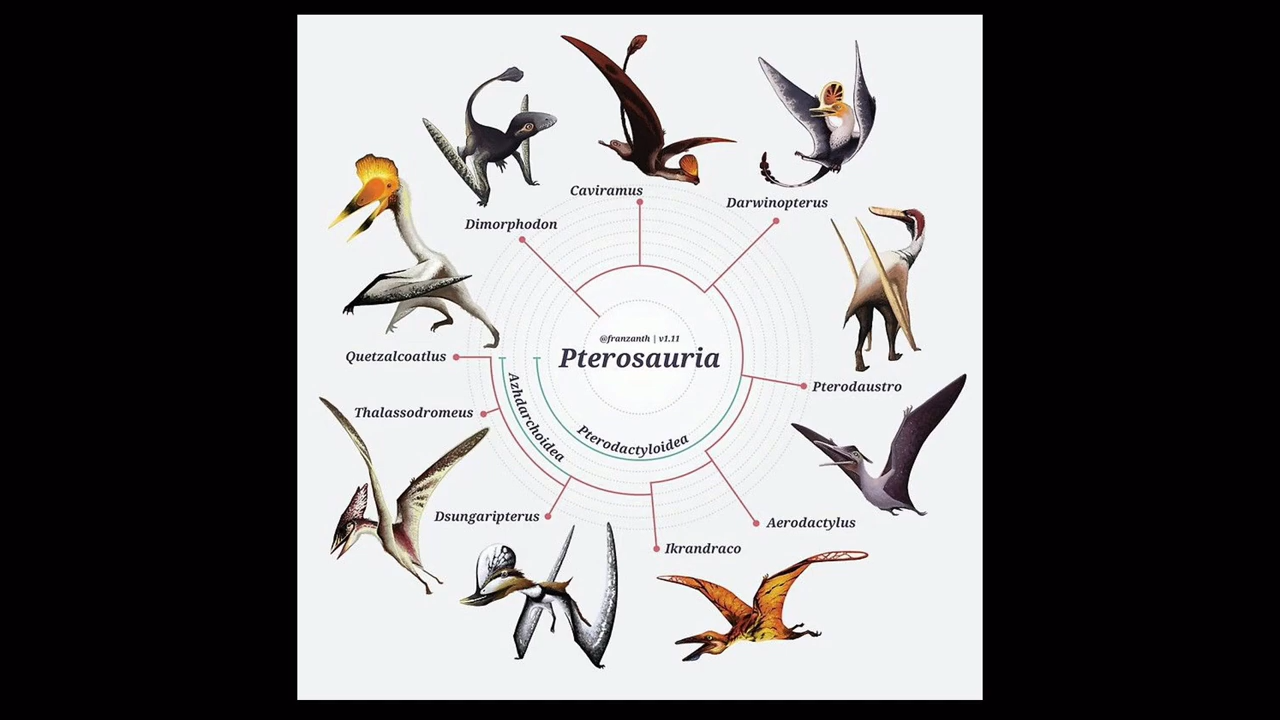 Caviramus
Darwinopterus
Dimorphodon
@franzanth | v1.11
Pterosauria
Quetzalcoatlus
Pterodaustro
Thalassodromeus
Azhdarchoidea
Pterodactyloidea
Dsungaripterus
Aerodactylus
Ikrandraco